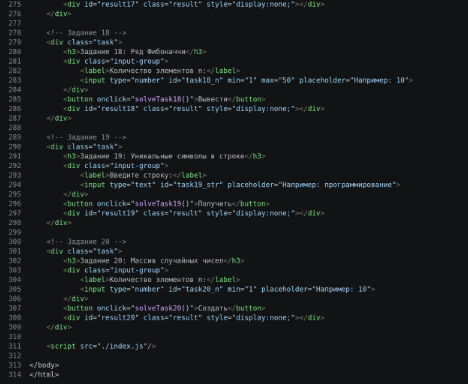 275 <div id="result17" class="result" style="display:none;"></div>
276 </div>
277
278 <!-- Задание 18 -->
279 <div class="task">
280 <h3>Задание 18: Ряд Фибоначчи</h3>
281 <div class="input-group">
282 <label>Количество элементов n:</label>
283 <input type="number" id="task18_n" min="1" max="50" placeholder="Например: 10">
284 </div>
285 <button onclick="solveTask18()">Вывести</button>
286 <div id="result18" class="result" style="display:none;"></div>
287 </div>
288
289 <!-- Задание 19 -->
290 <div class="task">
291 <h3>Задание 19: Уникальные символы в строке</h3>
292 <div class="input-group">
293 <label>Введите строку:</label>
294 <input type="text" id="task19_str" placeholder="Например: программирование">
295 </div>
296 <button onclick="solveTask19()">Получить</button>
297 <div id="result19" class="result" style="display:none;"></div>
298 </div>
299
300 <!-- Задание 20 -->
301 <div class="task">
302 <h3>Задание 20: Массив случайных чисел</h3>
303 <div class="input-group">
304 <label>Количество элементов n:</label>
305 <input type="number" id="task20_n" min="1" placeholder="Например: 10">
306 </div>
307 <button onclick="solveTask20()">Создать</button>
308 <div id="result20" class="result" style="display:none;"></div>
309 </div>
310
311 <script src="./index.js"/>
312
313 </body>
314 </html>